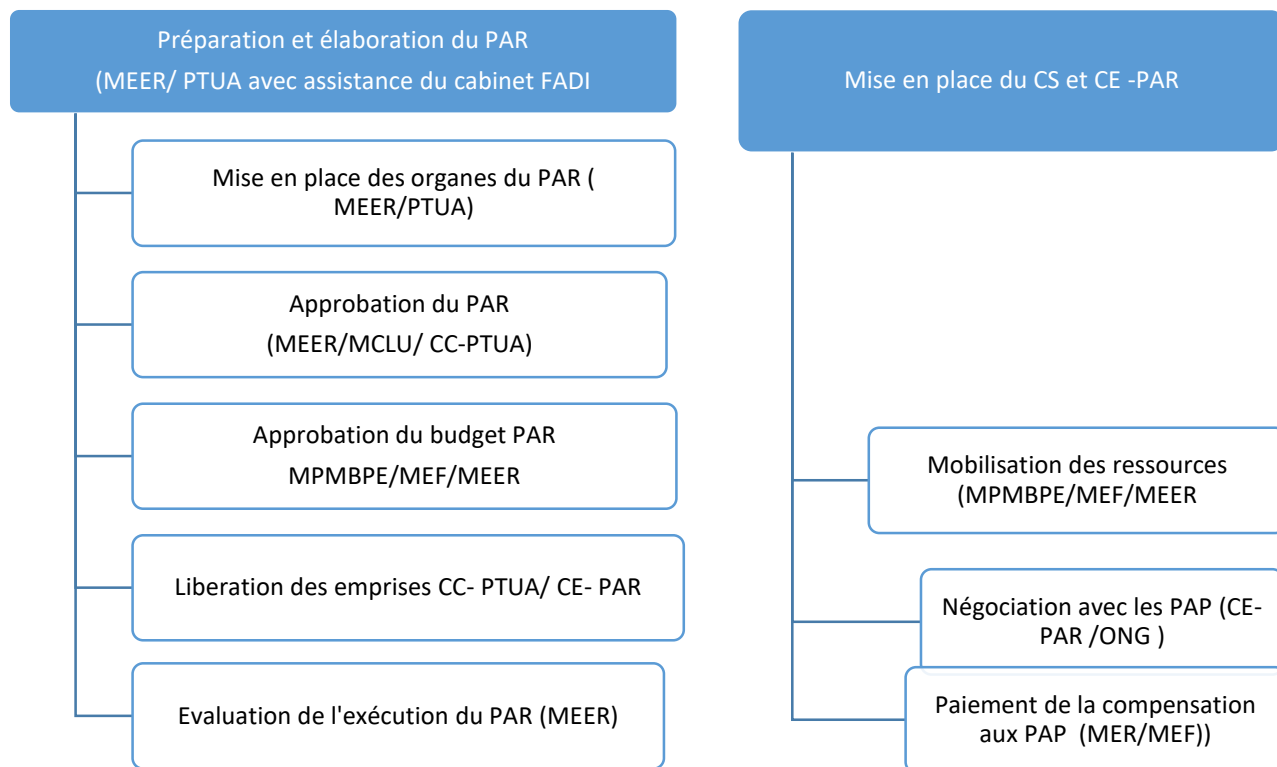 Préparation et élaboration du PAR
(MEER/ PTUA avec assistance du cabinet FADI
Mise en place des organes du PAR (
MEER/PTUA)
Approbation du PAR
(MEER/MCLU/ CC-PTUA)
Approbation du budget PAR
MPMBPE/MEF/MEER
Liberation des emprises CC- PTUA/ CE- PAR
Evaluation de l'exécution du PAR (MEER)
Mise en place du CS et CE -PAR
Mobilisation des ressources
(MPMBPE/MEF/MEER
Négociation avec les PAP (CE-
PAR /ONG )
Paiement de la compensation
aux PAP  (MER/MEF))